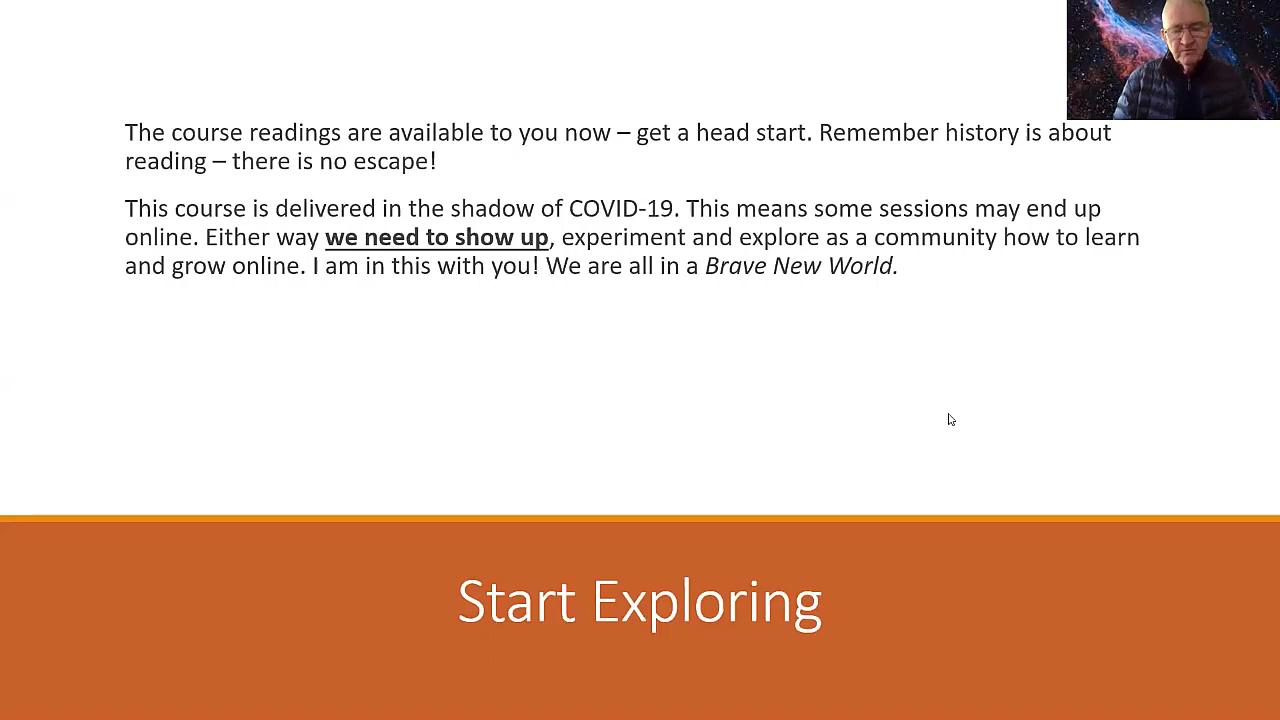 The course readings are available to you now – get a head start. Remember history is about
reading – there is no escape!
This course is delivered in the shadow of COVID-19. This means some sessions may end up
online. Either way we need to show up, experiment and explore as a community how to learn
and grow online. I am in this with you! We are all in a Brave New World.
Start Exploring